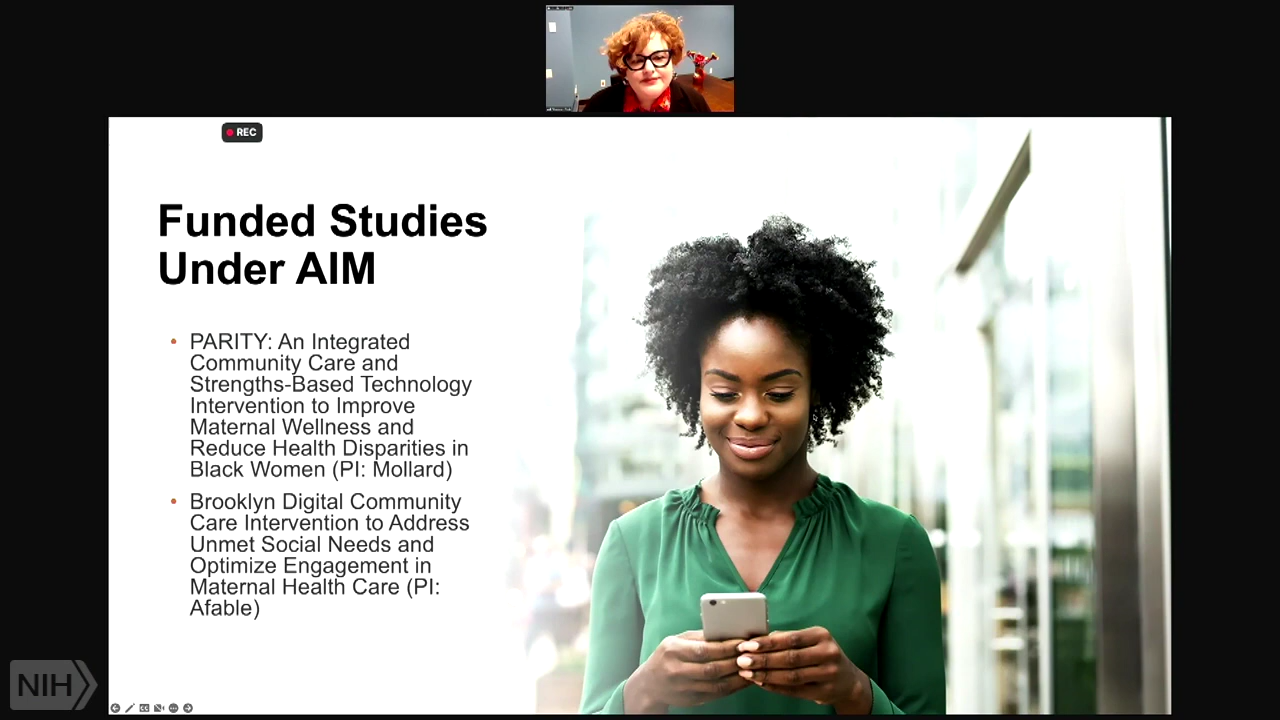 REC
Funded Studies
Under AIM
• PARITY: An Integrated
Community Care and
Strengths-Based Technology
Intervention to Improve
Maternal Wellness and
Reduce Health Disparities in
Black Women (PI: Mollard)
• Brooklyn Digital Community
Care Intervention to Address
Unmet Social Needs and
Optimize Engagement in
Maternal Health Care (PI:
Afable)
NIH